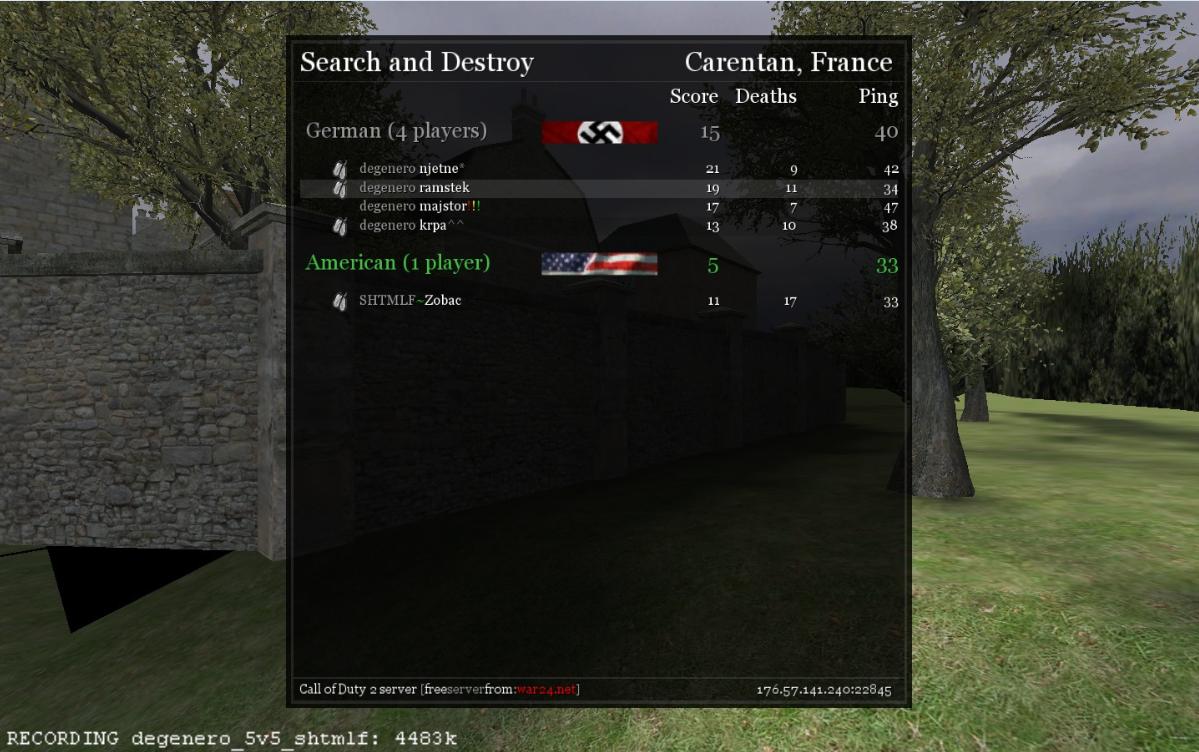 Search and Destroy Carentan, France
Score Deaths Ping
German (4 players) 15 40
degenero njetne* 21 9 42
degenero ramstek 19 11 34
degenero majstor!!! 17 7 47
degenero krpa^^ 13 10 38
American (1 player) 5 33
SHTMLF~Zobac 11 17 33
Call of Duty 2 server [freeserverfrom:war24.net] 176.57.141.240:22845
RECORDING degenero_5v5_shtmlf: 4483k